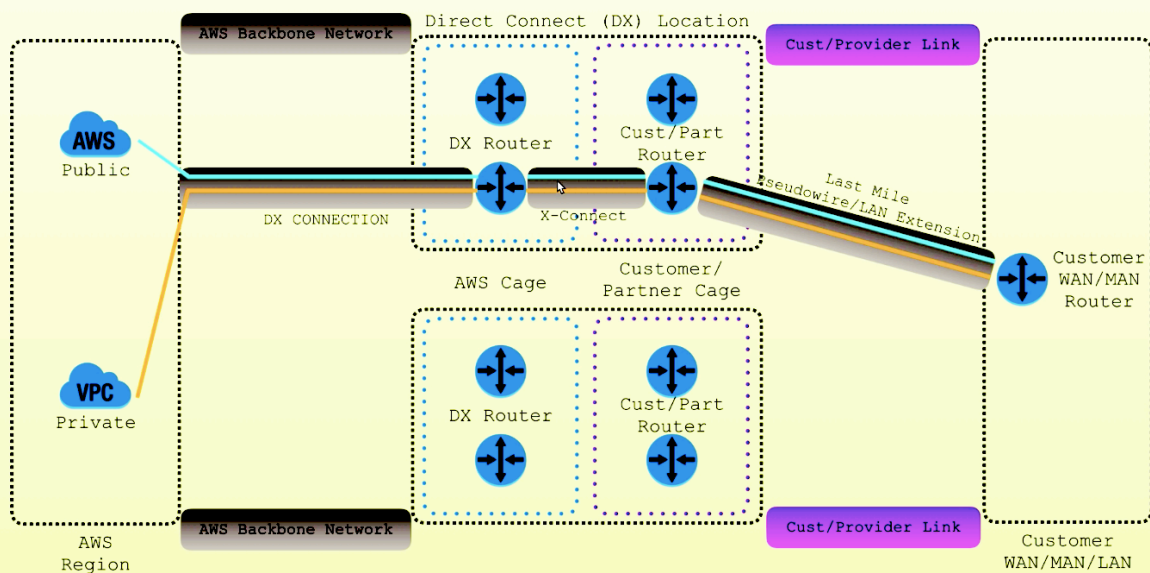 Direct Connect (DX) Location
AWS Backbone Network
Cust/Provider Link
AWS
Public
DX Router
Cust/Part
Router
DX CONNECTION
X-Connect
Last Mile
Pseudowire/LAN Extension
Customer
WAN/MAN
Router
AWS Cage
Customer/
Partner Cage
VPC
Private
DX Router
Cust/Part
Router
AWS Backbone Network
Cust/Provider Link
AWS
Region
Customer
WAN/MAN/LAN